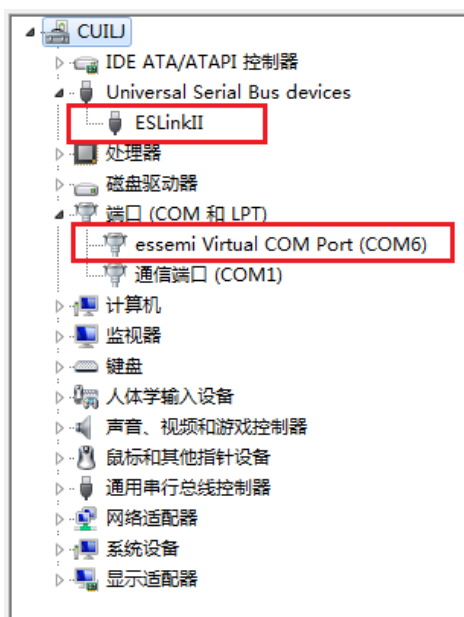 CUILJ
IDE ATA/ATAPI 控制器
Universal Serial Bus devices
ESLinkII
处理器
磁盘驱动器
端口 (COM 和 LPT)
essemi Virtual COM Port (COM6)
通信端口 (COM1)
计算机
监视器
键盘
人体学输入设备
声音、视频和游戏控制器
鼠标和其他指针设备
通用串行总线控制器
网络适配器
系统设备
显示适配器